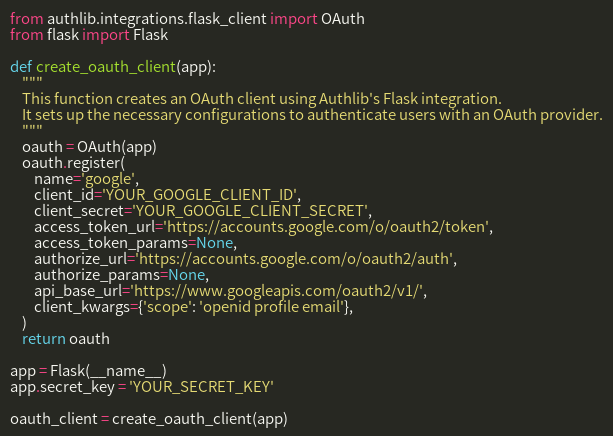 from authlib.integrations.flask_client import OAuth
from flask import Flask

def create_oauth_client(app):
    """
    This function creates an OAuth client using Authlib's Flask integration.
    It sets up the necessary configurations to authenticate users with an OAuth provider.
    """
    oauth = OAuth(app)
    oauth.register(
        name='google',
        client_id='YOUR_GOOGLE_CLIENT_ID',
        client_secret='YOUR_GOOGLE_CLIENT_SECRET',
        access_token_url='https://accounts.google.com/o/oauth2/token',
        access_token_params=None,
        authorize_url='https://accounts.google.com/o/oauth2/auth',
        authorize_params=None,
        api_base_url='https://www.googleapis.com/oauth2/v1/',
        client_kwargs={'scope': 'openid profile email'},
    )
    return oauth

app = Flask(__name__)
app.secret_key = 'YOUR_SECRET_KEY'

oauth_client = create_oauth_client(app)